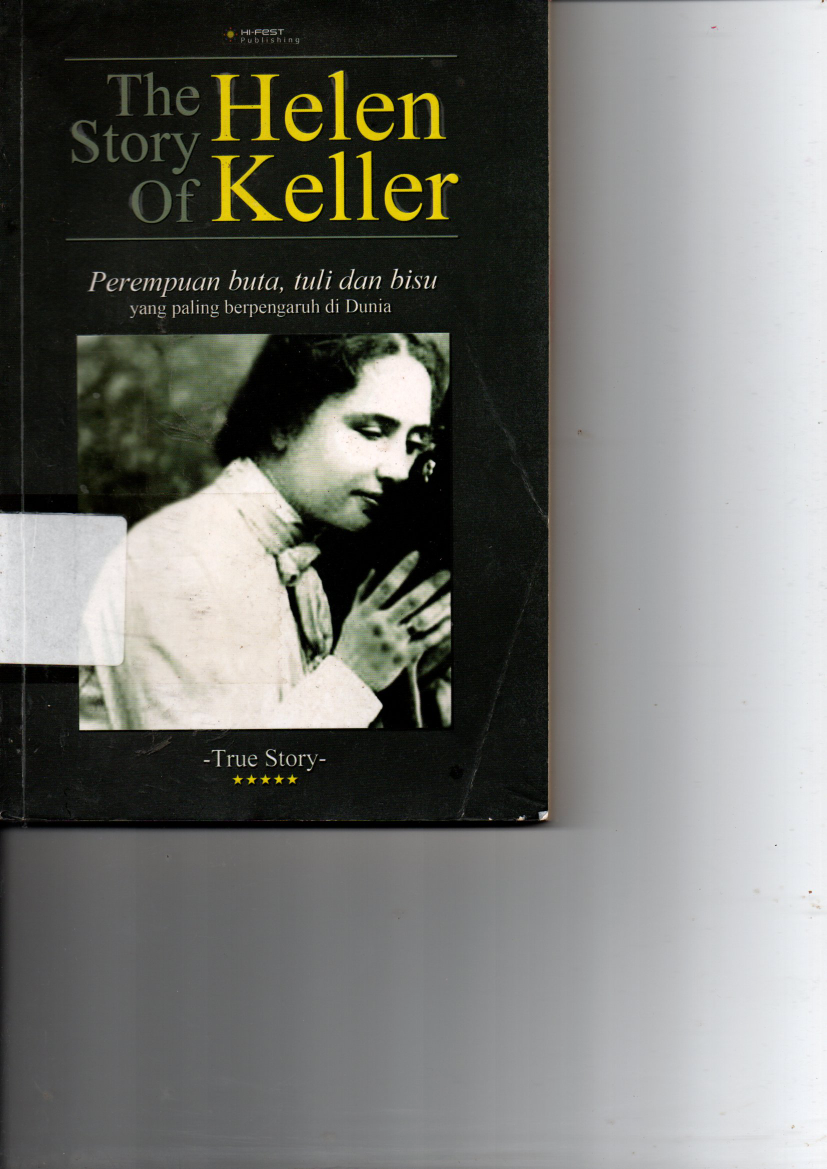 HI-FEST
Publishing
The
Story
Of
Helen
Keller
Perempuan buta, tuli dan bisu
yang paling berpengaruh di Dunia
-True Story-